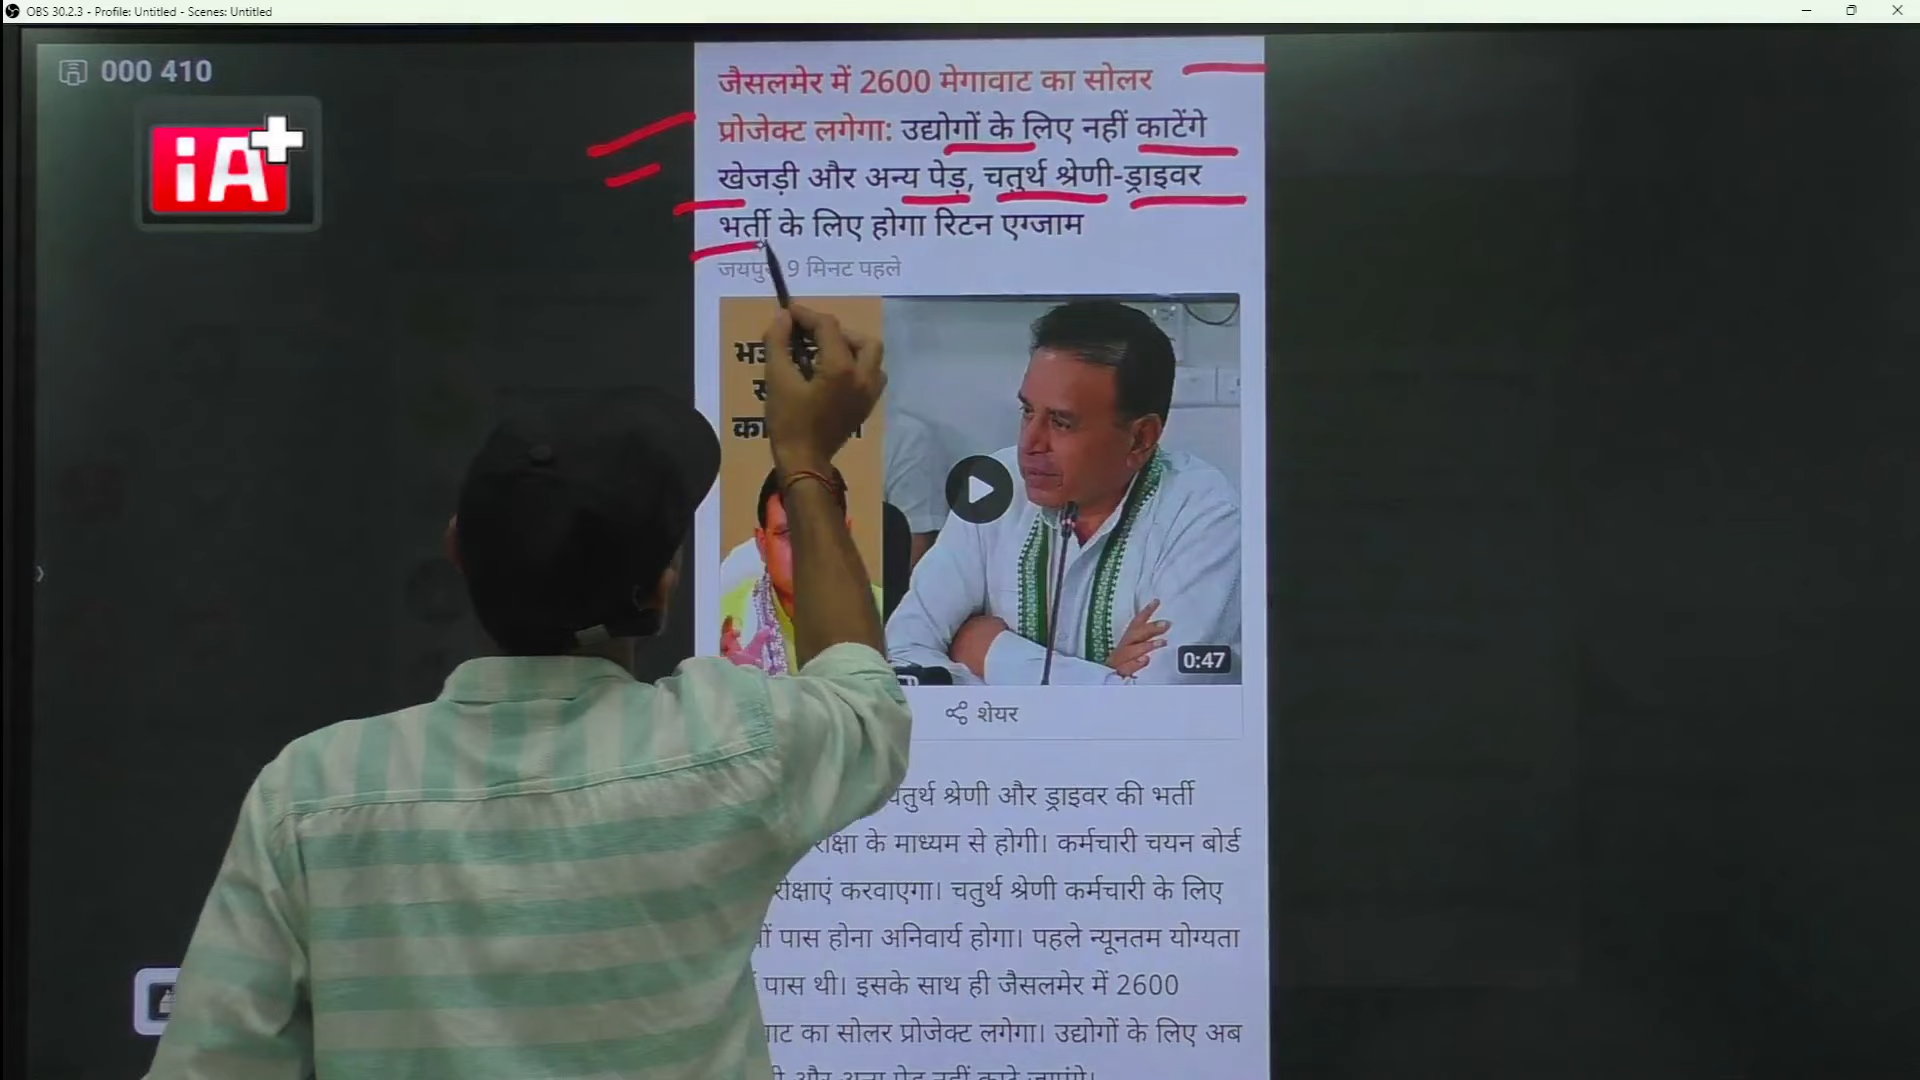 OBS 30.2.3 - Profile: Untitled - Scenes: Untitled
000 410
iA+
जैसलमेर में 2600 मेगावाट का सोलर
प्रोजेक्ट लगेगा: उद्योगों के लिए नहीं काटेंगे
खेजड़ी और अन्य पेड़, चतुर्थ श्रेणी-ड्राइवर
भर्ती के लिए होगा रिटन एग्जाम
9 मिनट पहले
0:47
शेयर
चतुर्थ श्रेणी और ड्राइवर की भर्ती
के माध्यम से होगी। कर्मचारी चयन बोर्ड
करवाएगा। चतुर्थ श्रेणी कर्मचारी के लिए
पास होना अनिवार्य होगा। पहले न्यूनतम योग्यता
पास थी। इसके साथ ही जैसलमेर में 2600
का सोलर प्रोजेक्ट लगेगा। उद्योगों के लिए अब